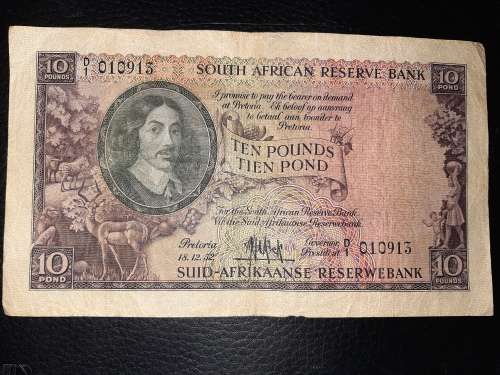 10 POUNDS
D/1 010913
SOUTH AFRICAN RESERVE BANK
10 POND
I promise to pay the bearer on demand
at Pretoria. Ek beloof op aanvraag
te betaal aan toonder te
Pretoria.
TEN POUNDS
TIEN POND
For the South African Reserve Bank
Vir die Suid-Afrikaanse Reserwebank.
Pretoria
18.12.52
Governor
President
D/1 010913
10 POND
SUID-AFRIKAANSE RESERWEBANK
10 POUNDS